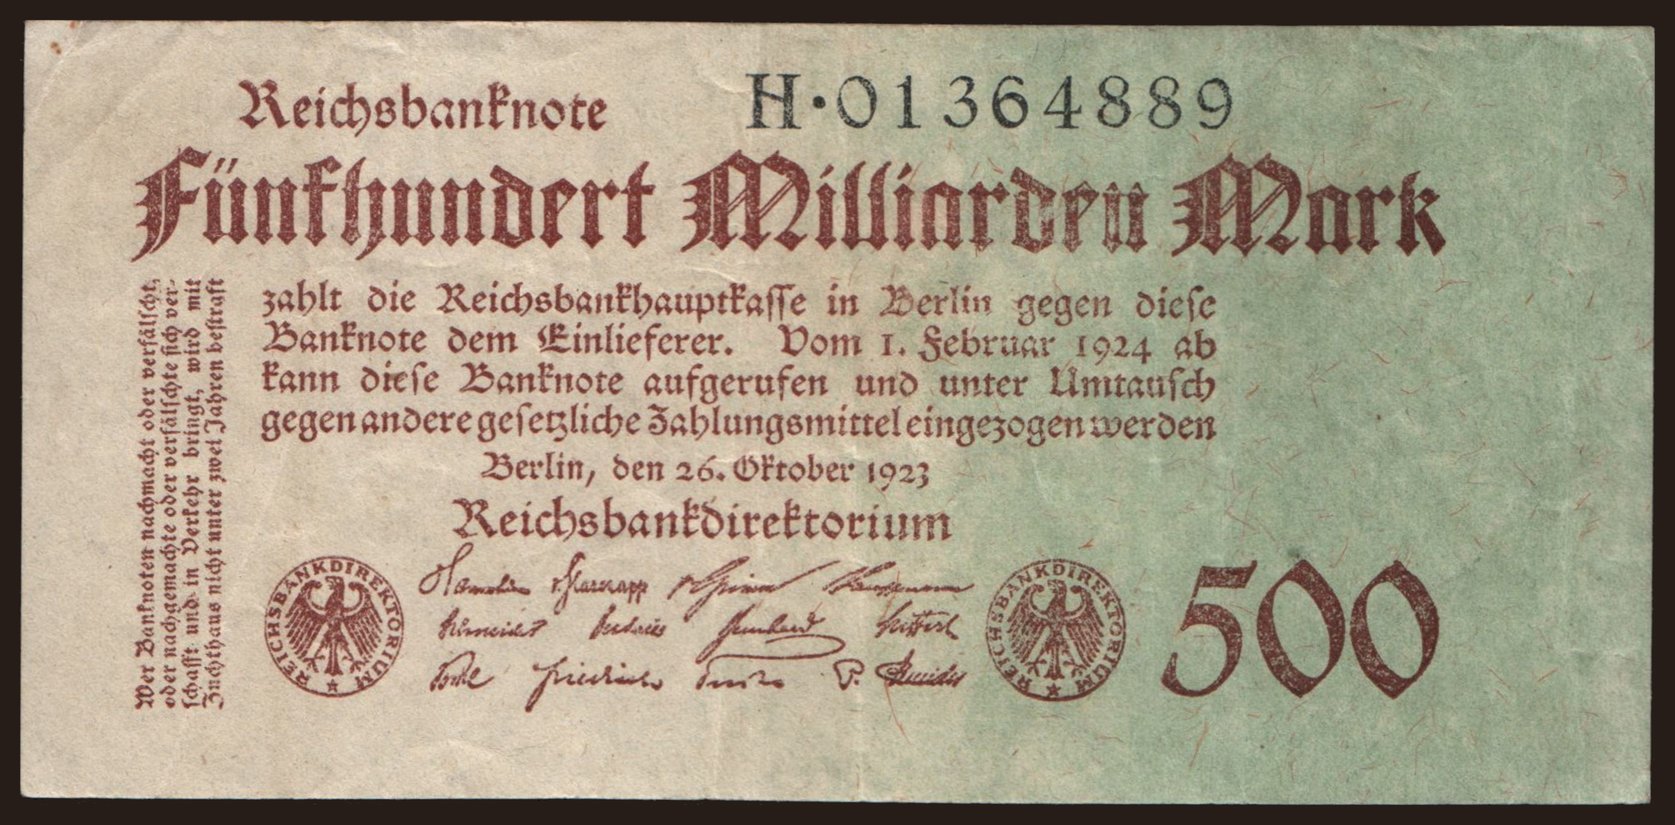 Reichsbanknote
H·01364889
Fünfhundert Milliarden Mark
zahlt die Reichsbankhauptkasse in Berlin gegen diese
Banknote dem Einlieferer. Vom 1. Februar 1924 ab
kann diese Banknote aufgerufen und unter Umtausch
gegen andere gesetzliche Zahlungsmittel eingezogen werden
Berlin, den 26. Oktober 1923
Reichsbankdirektorium
REICHSBANKDIREKTORIUM
REICHSBANKDIREKTORIUM
500
Wer Banknoten nachmacht oder verfälscht,
oder nachgemachte oder verfälschte sich ver-
schafft und in Verkehr bringt, wird mit
Zuchthaus nicht unter zwei Jahren bestraft